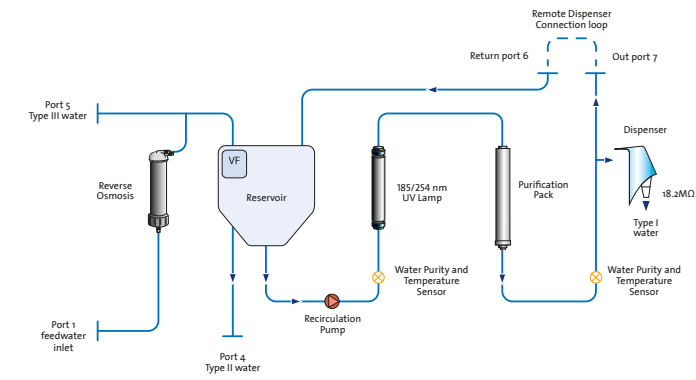 Remote Dispenser
Connection loop
Return port 6
Out port 7
Port 5
Type III water
Dispenser
VF
Reverse
Osmosis
Reservoir
185/254 nm
UV Lamp
Purification
Pack
18.2MΩ
Type I
water
Water Purity and
Temperature
Sensor
Water Purity and
Temperature
Sensor
Recirculation
Pump
Port 1
feedwater
inlet
Port 4
Type II water